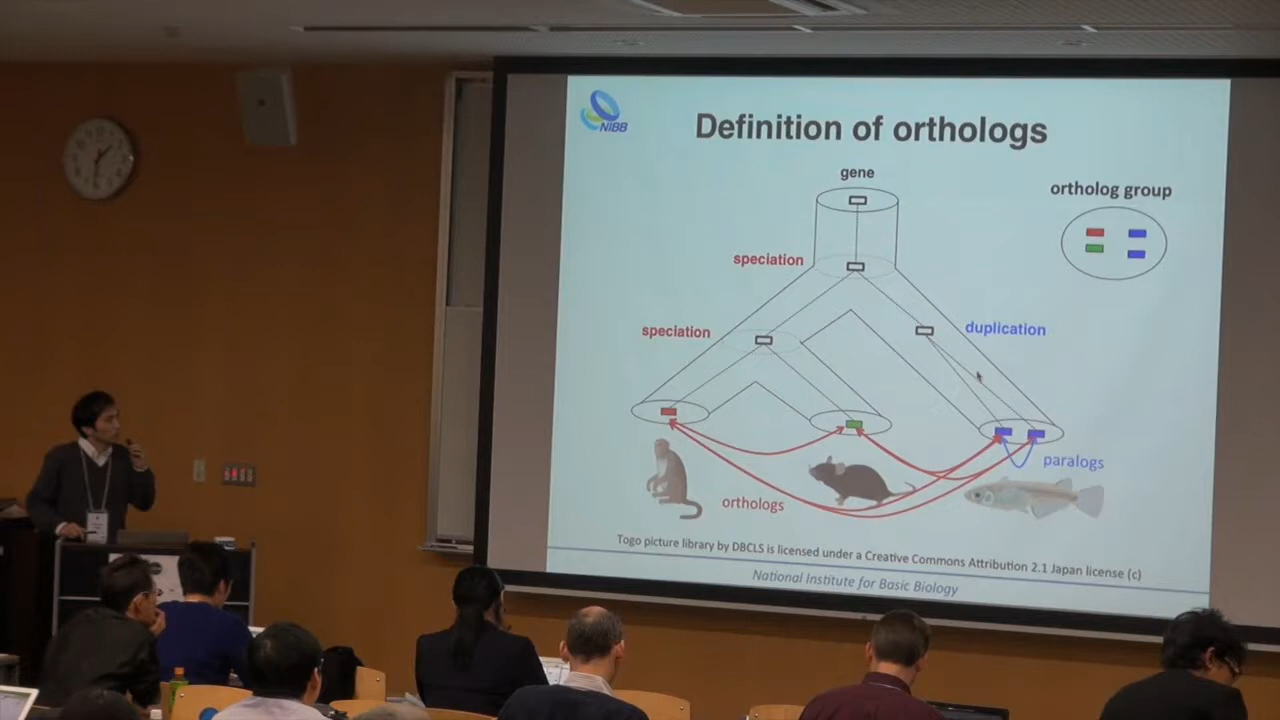 NIBB
Definition of orthologs
gene
ortholog group
speciation
speciation
duplication
paralogs
orthologs
Togo picture library by DBCLS is licensed under a Creative Commons Attribution 2.1 Japan license (c)
National Institute for Basic Biology